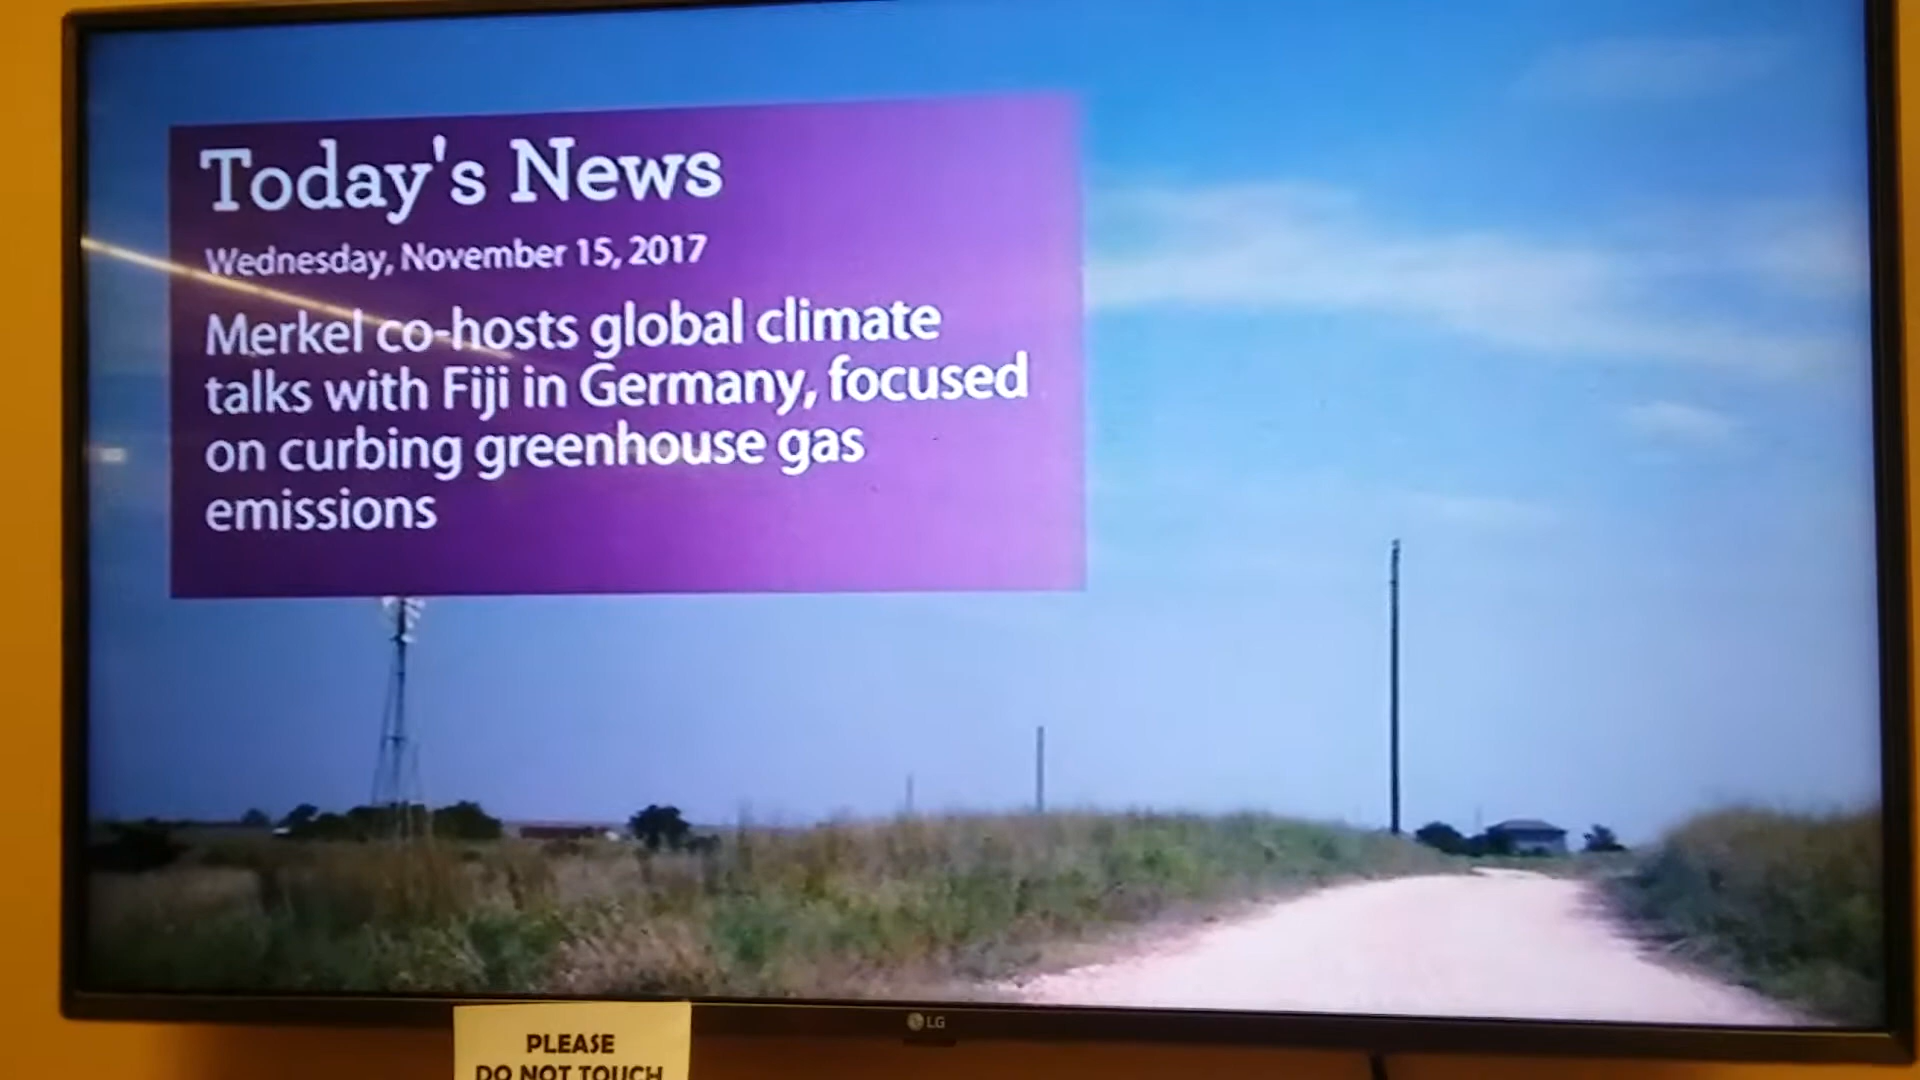 Today's News
Wednesday, November 15, 2017
Merkel co-hosts global climate
talks with Fiji in Germany, focused
on curbing greenhouse gas
emissions
LG
PLEASE
DO NOT TOUCH